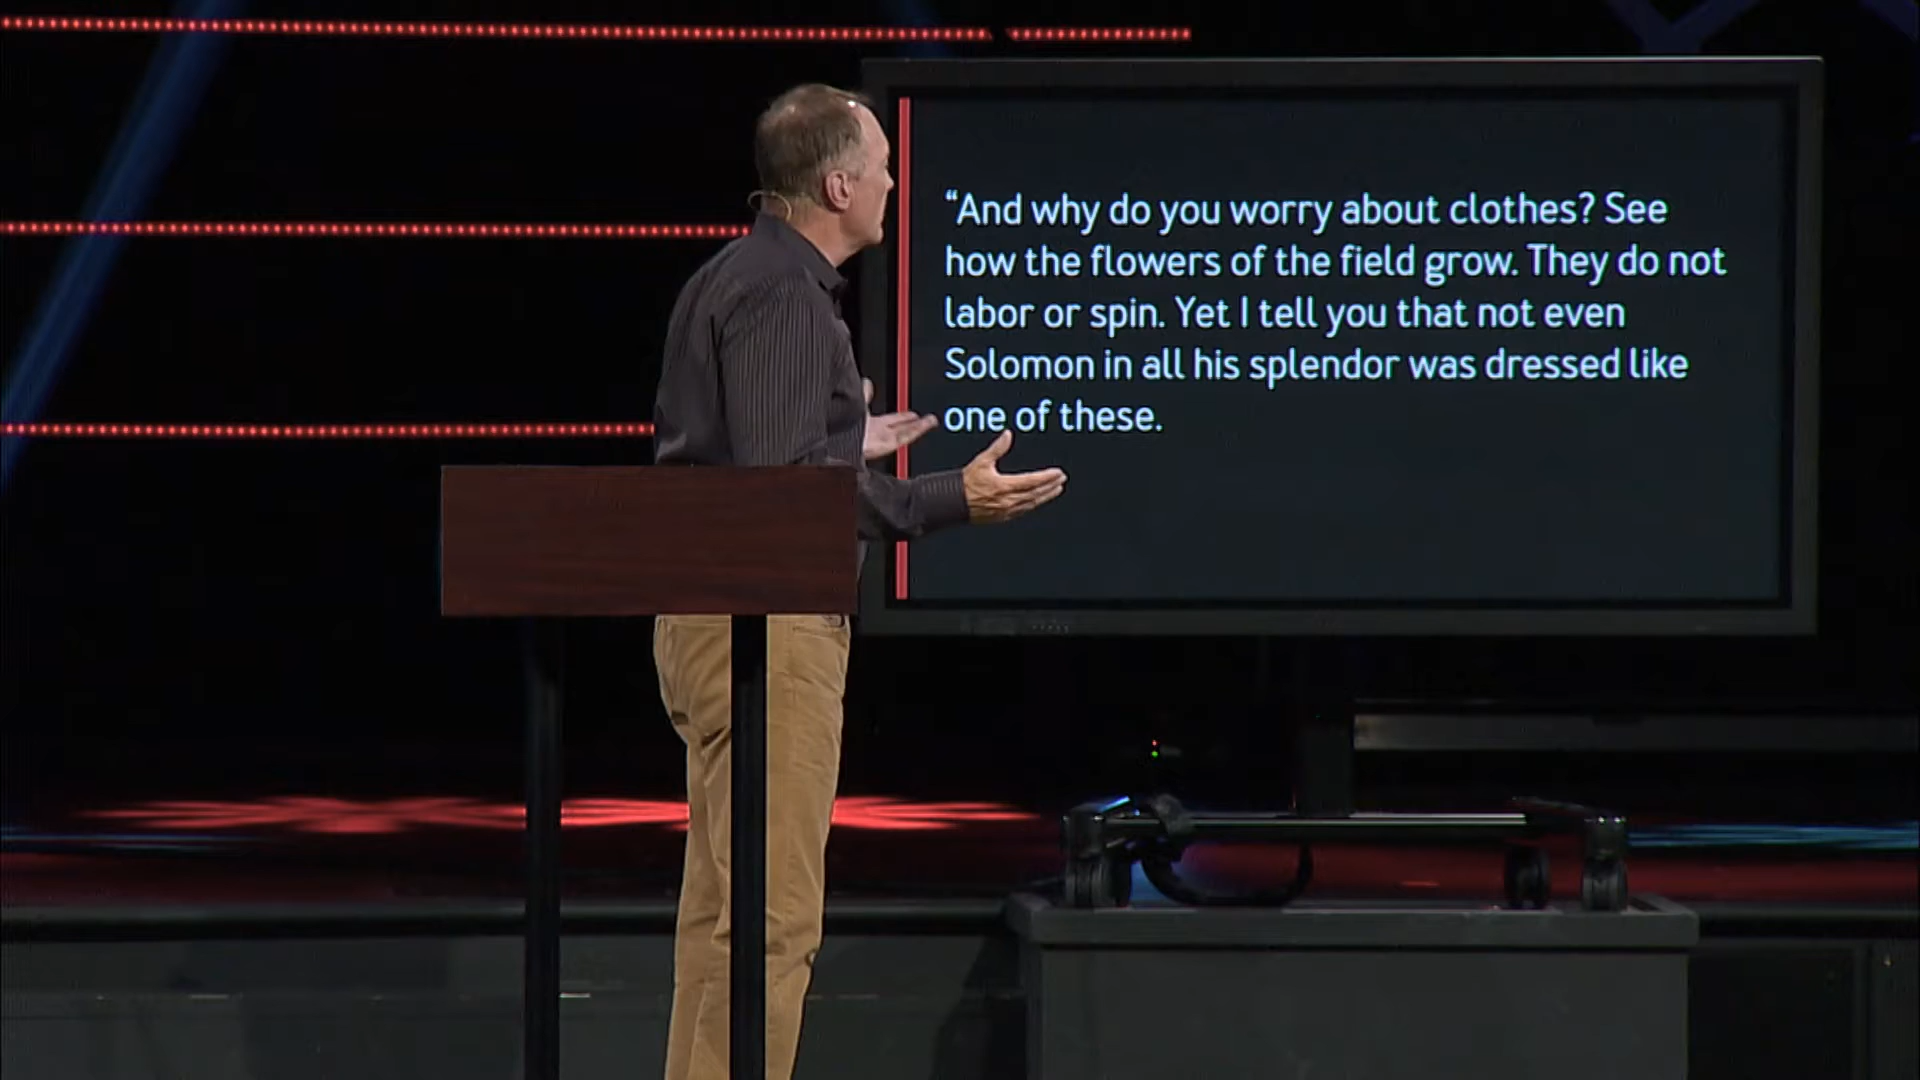 “And why do you worry about clothes? See
how the flowers of the field grow. They do not
labor or spin. Yet I tell you that not even
Solomon in all his splendor was dressed like
one of these.